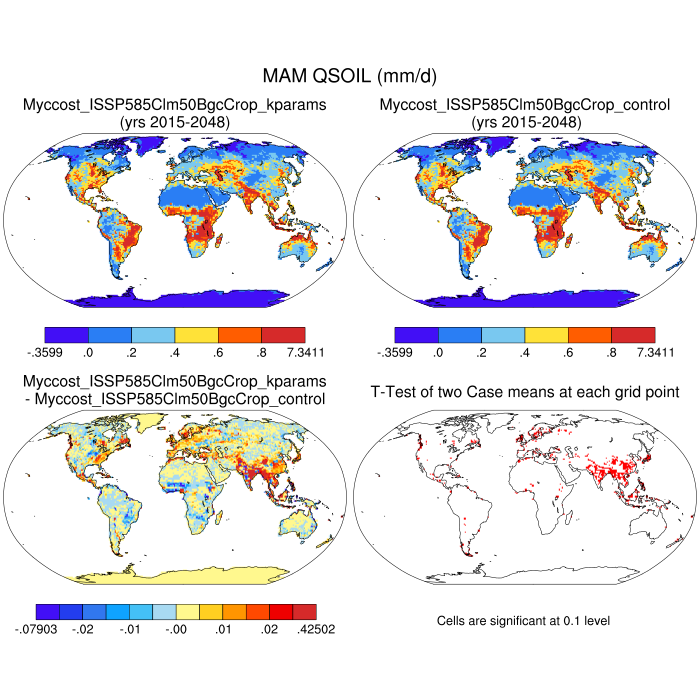 MAM QSOIL (mm/d)
Myccost_ISSP585Clm50BgcCrop_kparams
(yrs 2015-2048)
Myccost_ISSP585Clm50BgcCrop_control
(yrs 2015-2048)
-.3599 .0 .2 .4 .6 .8 7.3411
-.3599 .0 .2 .4 .6 .8 7.3411
Myccost_ISSP585Clm50BgcCrop_kparams
- Myccost_ISSP585Clm50BgcCrop_control
T-Test of two Case means at each grid point
-.07903 -.02 -.01 -.00 .01 .02 .42502
Cells are significant at 0.1 level